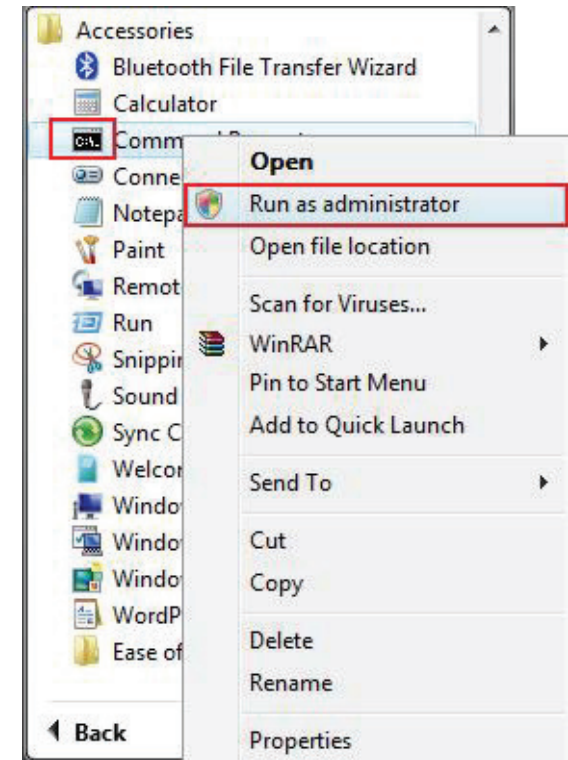 Accessories
Bluetooth File Transfer Wizard
Calculator
Comm
Conne
Notepa
Paint
Remot
Run
Snippin
Sound
Sync C
Welcor
Windo
Windo
Windo
WordP
Ease of
Back
Open
Run as administrator
Open file location
Scan for Viruses...
WinRAR
Pin to Start Menu
Add to Quick Launch
Send To
Cut
Copy
Delete
Rename
Properties